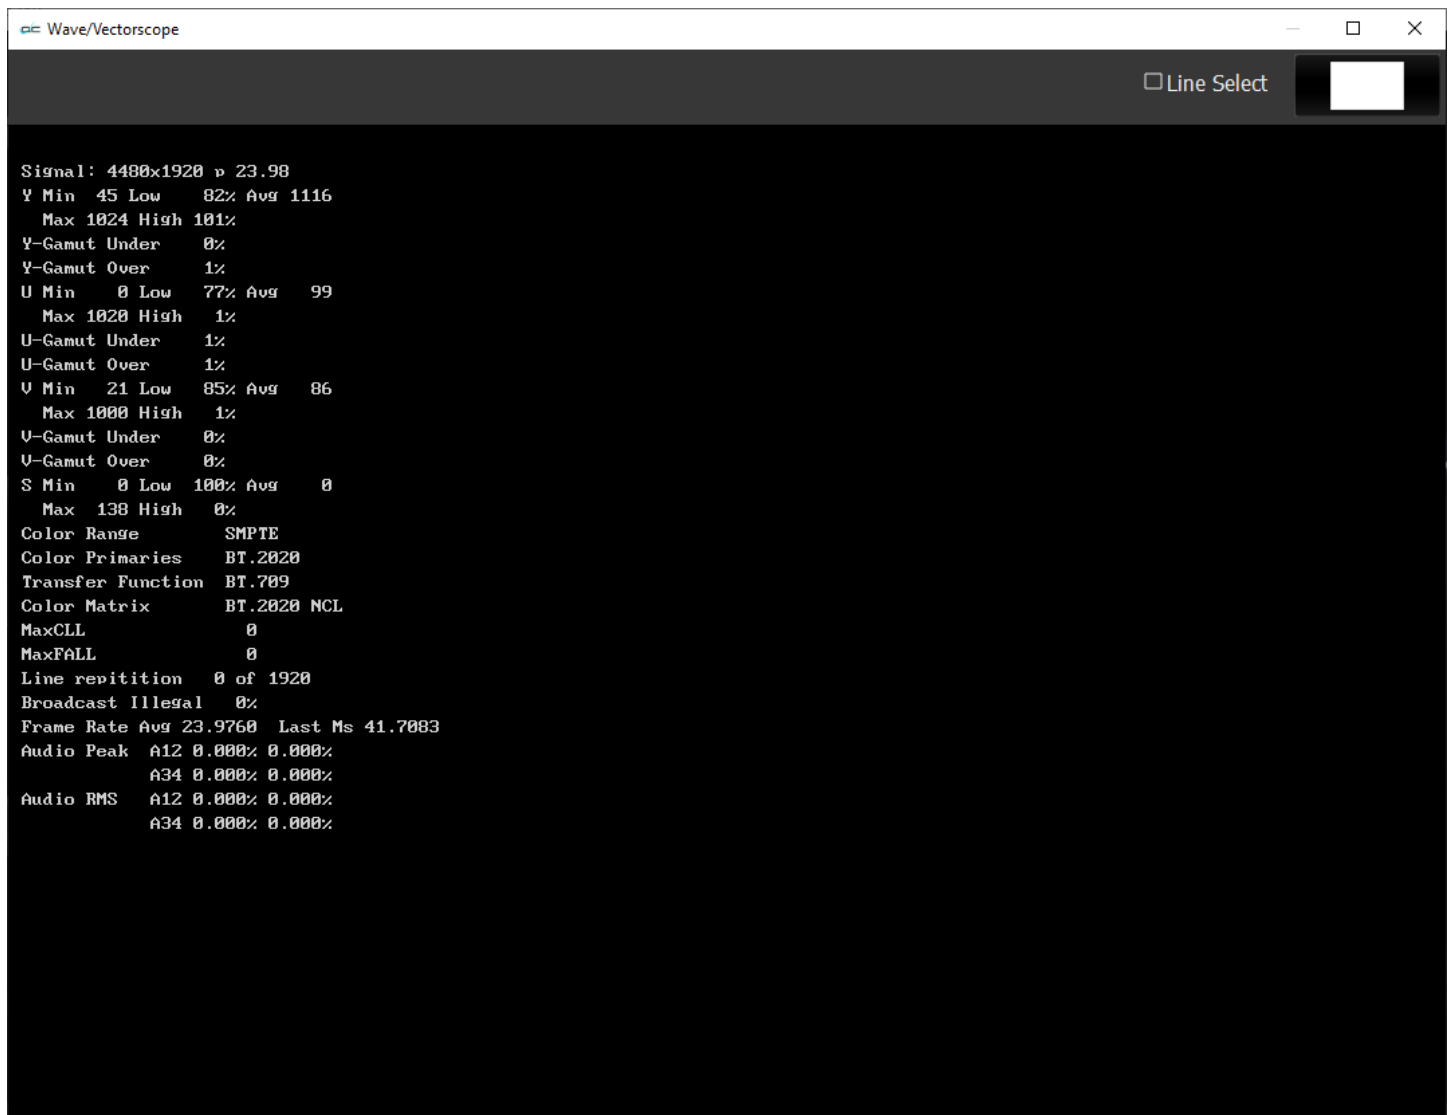 Wave/Vectorscope
Line Select
Signal: 4480x1920 p 23.98
Y Min 45 Low 82% Avg 1116
Max 1024 High 101%
Y-Gamut Under 0%
Y-Gamut Over 1%
U Min 0 Low 77% Avg 99
Max 1020 High 1%
U-Gamut Under 1%
U-Gamut Over 1%
V Min 21 Low 85% Avg 86
Max 1000 High 1%
V-Gamut Under 0%
V-Gamut Over 0%
S Min 0 Low 100% Avg 0
Max 138 High 0%
Color Range SMPTE
Color Primaries BT.2020
Transfer Function BT.709
Color Matrix BT.2020 NCL
MaxCLL 0
MaxFALL 0
Line repitition 0 of 1920
Broadcast Illegal 0%
Frame Rate Avg 23.9760 Last Ms 41.7083
Audio Peak A12 0.000% 0.000%
A34 0.000% 0.000%
Audio RMS A12 0.000% 0.000%
A34 0.000% 0.000%